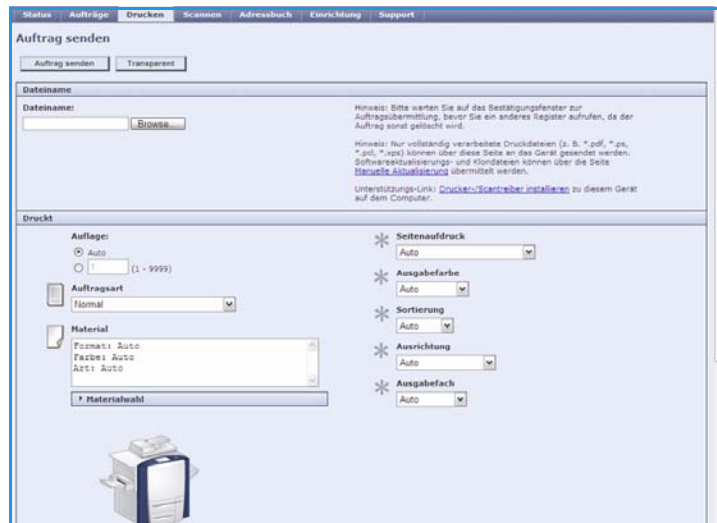 Status Aufträge Drucken Scannen Adressbuch Einrichtung Support
Auftrag senden
Auftrag senden Transparent
Dateiname
Dateiname:
Browse...
Hinweis: Bitte warten Sie auf das Bestätigungsfenster zur
Auftragsübermittlung, bevor Sie ein anderes Register aufrufen, da der
Auftrag sonst gelöscht wird.
Hinweis: Nur vollständig verarbeitete Druckdateien (z. B. *.pdf, *.ps,
*.pcl, *.xps) können über diese Seite an das Gerät gesendet werden.
Softwareaktualisierungs- und Klondateien können über die Seite
Manuelle Aktualisierung übermittelt werden.
Unterstützungs-Link: Drucker-/Scantreiber installieren zu diesem Gerät
auf dem Computer.
Druckt
Auflage:
Auto
1 (1 - 9999)
Auftragsart
Normal
Material
Format: Auto
Farbe: Auto
Art: Auto
Materialwahl
Seitenaufdruck
Auto
Ausgabefarbe
Auto
Sortierung
Auto
Ausrichtung
Auto
Ausgabefach
Auto